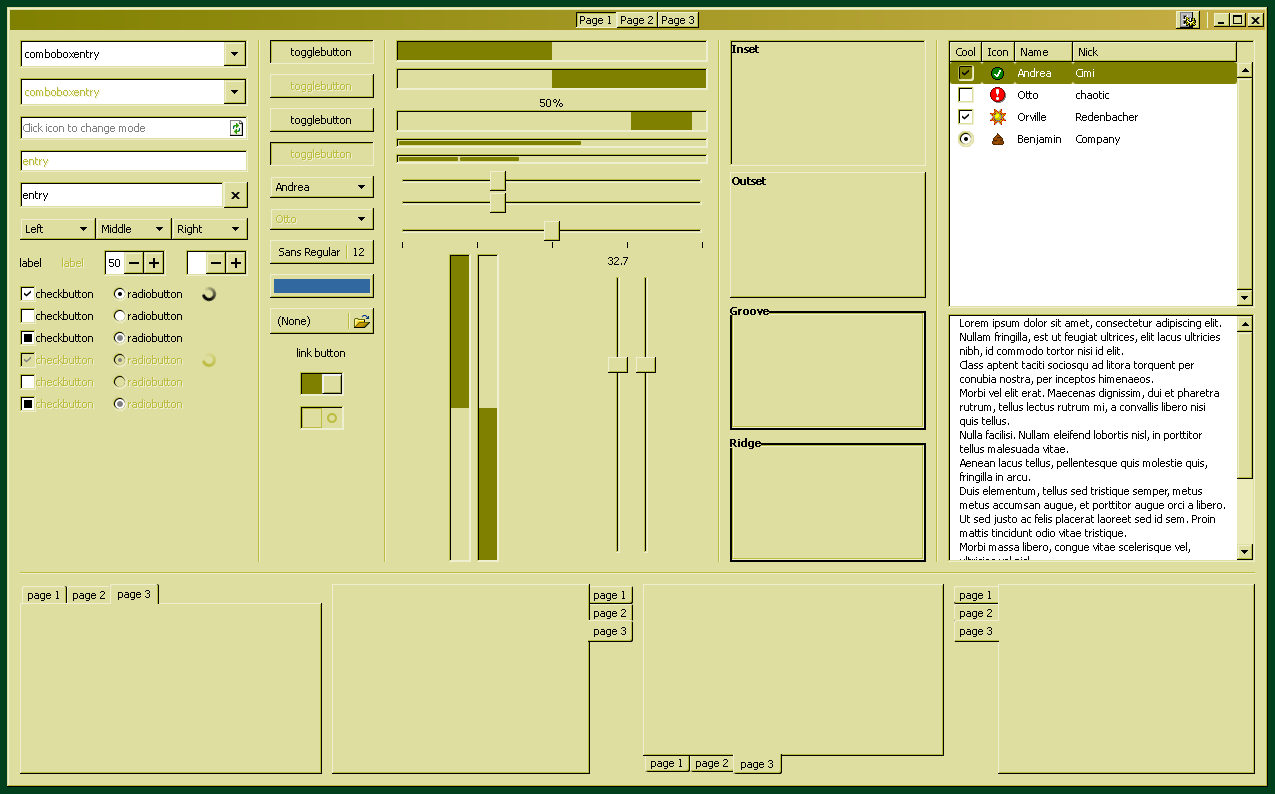 Page 1 Page 2 Page 3
comboboxentry
comboboxentry
Click icon to change mode
entry
entry
Left Middle Right
label label 50
checkbutton radiobutton
checkbutton radiobutton
checkbutton radiobutton
checkbutton radiobutton
checkbutton radiobutton
checkbutton radiobutton
togglebutton
togglebutton
togglebutton
togglebutton
Andrea
Otto
Sans Regular 12
(None)
link button
50%
32.7
Inset
Outset
Groove
Ridge
Cool Icon Name Nick
Andrea Cimi
Otto chaotic
Orville Redenbacher
Benjamin Company
Lorem ipsum dolor sit amet, consectetur adipiscing elit.
Nullam fringilla, est ut feugiat ultrices, elit lacus ultricies
nibh, id commodo tortor nisi id elit.
Class aptent taciti sociosqu ad litora torquent per
conubia nostra, per inceptos himenaeos.
Morbi vel elit erat. Maecenas dignissim, dui et pharetra
rutrum, tellus lectus rutrum mi, a convallis libero nisi
quis tellus.
Nulla facilisi. Nullam eleifend lobortis nisl, in porttitor
tellus malesuada vitae.
Aenean lacus tellus, pellentesque quis molestie quis,
fringilla in arcu.
Duis elementum, tellus sed tristique semper, metus
metus accumsan augue, et porttitor augue orci a libero.
Ut sed justo ac felis placerat laoreet sed id sem. Proin
mattis tincidunt odio vitae tristique.
Morbi massa libero, congue vitae scelerisque vel,
page 1 page 2 page 3
page 1
page 2
page 3
page 1 page 2 page 3
page 1
page 2
page 3